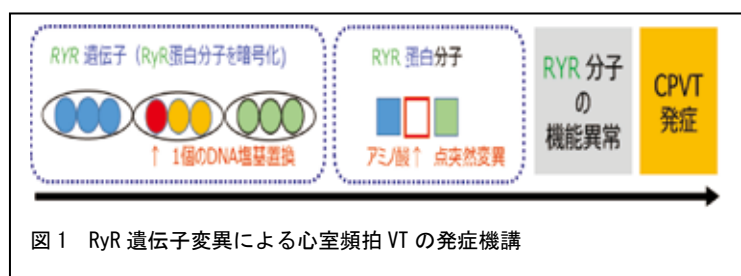 RYR 遺伝子（RyR蛋白分子を暗号化）
↑ 1個のDNA塩基置換
RYR 蛋白分子
アミノ酸↑ 点突然変異
RYR 分子
の
機能異常
CPVT
発症
図1 RyR 遺伝子変異による心室頻拍 VT の発症機講